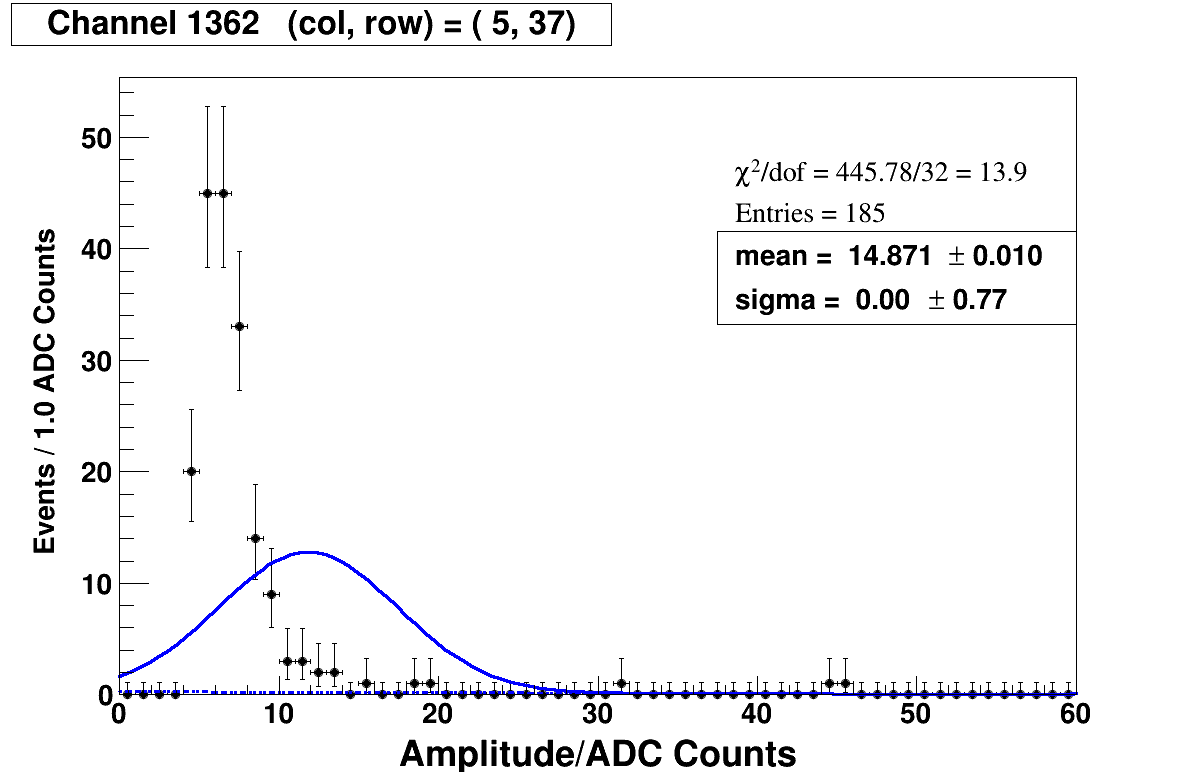 Channel 1362 (col, row) = ( 5, 37)
50
40
30
20
10
0
Events / 1.0 ADC Counts
χ²/dof = 445.78/32 = 13.9
Entries = 185
mean = 14.871 ± 0.010
sigma = 0.00 ± 0.77
0 10 20 30 40 50 60
Amplitude/ADC Counts